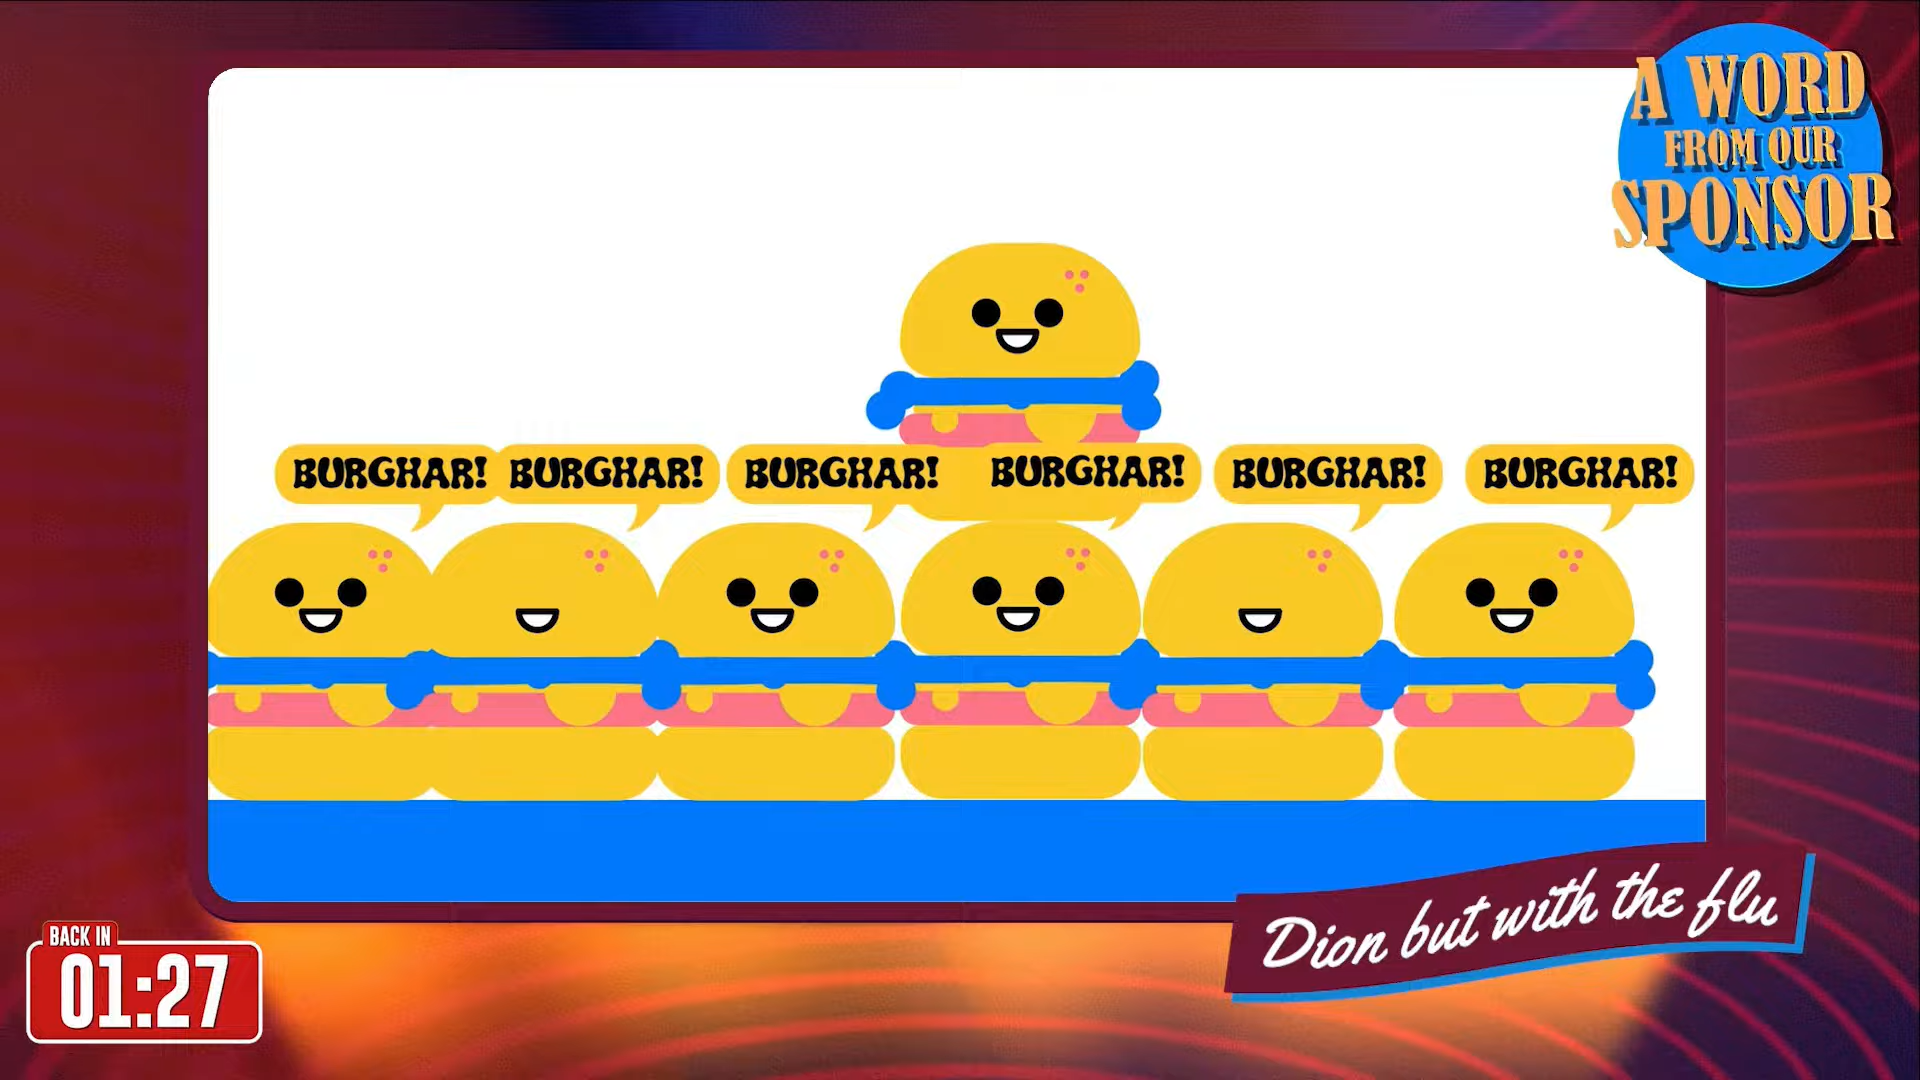 A WORD
FROM OUR
SPONSOR
BURGHAR! BURGHAR! BURGHAR! BURGHAR! BURGHAR! BURGHAR!
Dion but with the flu
BACK IN
01:27